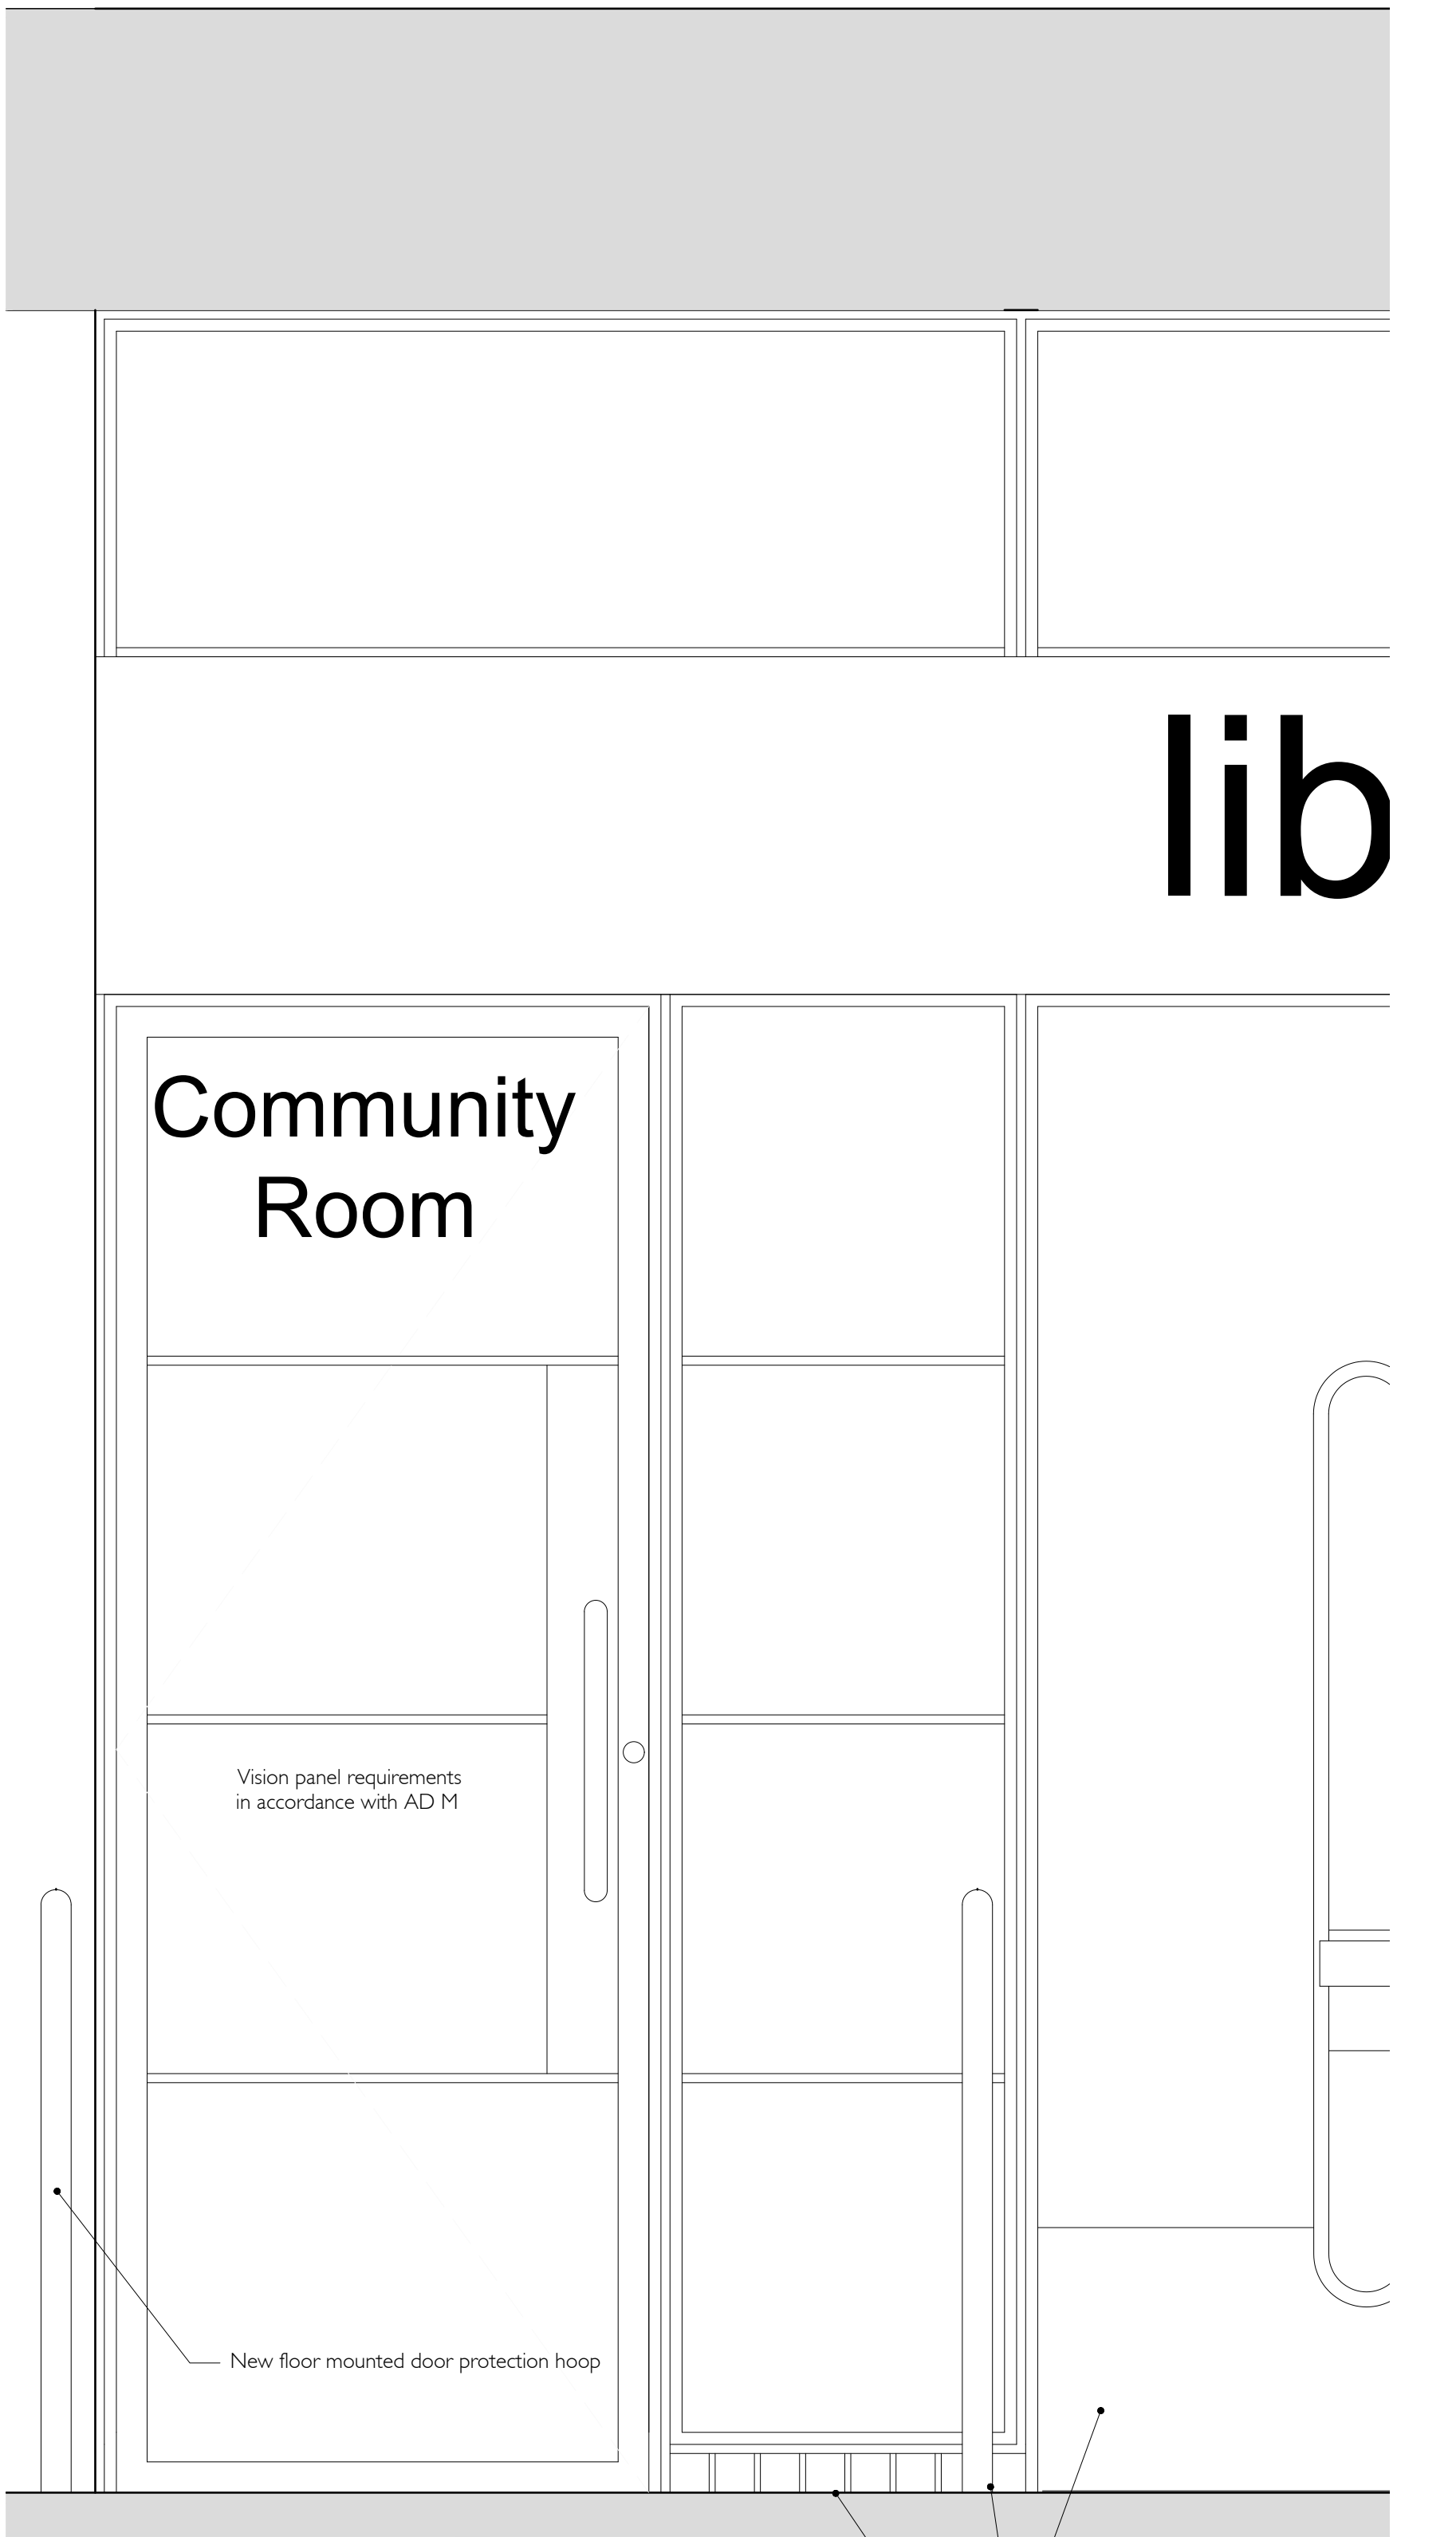 lib
Community
Room
Vision panel requirements
in accordance with AD M
New floor mounted door protection hoop